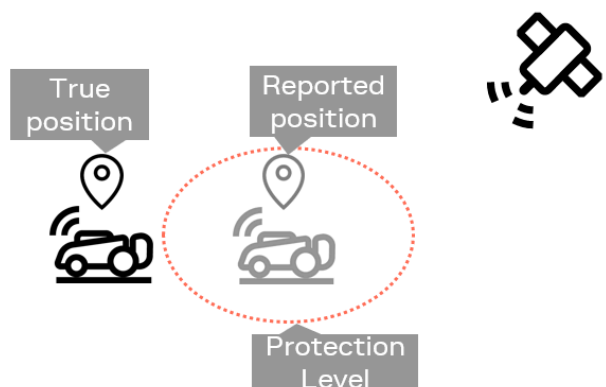 True
position
Reported
position
Protection
Level